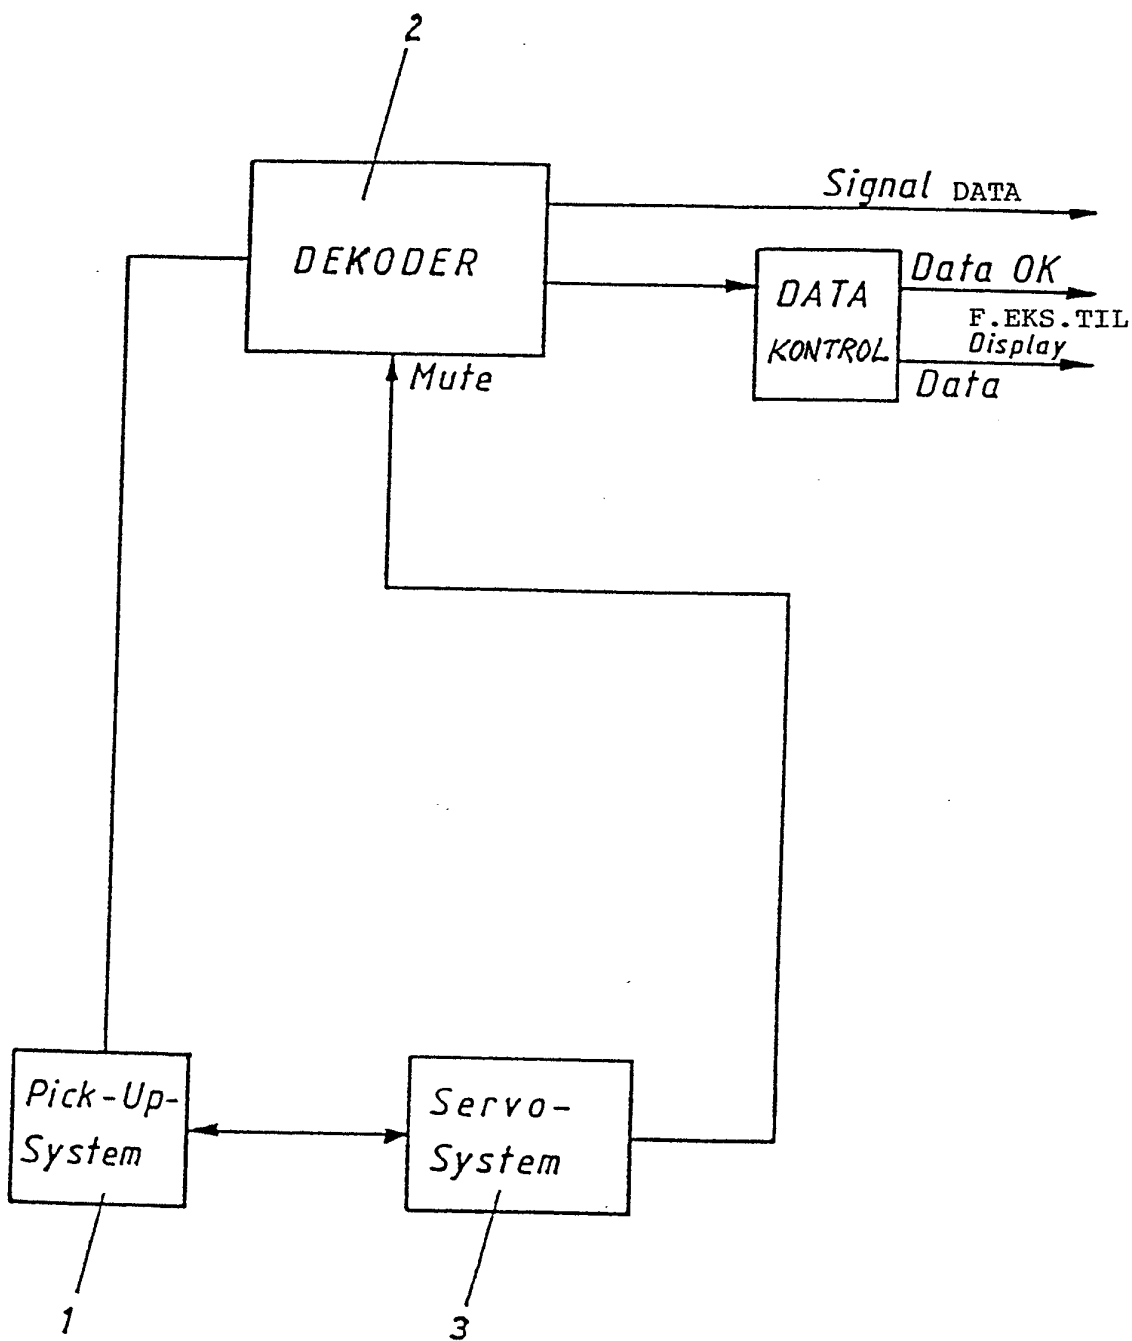 2
Signal DATA
DEKODER
Data OK
DATA
KONTROL
F.EKS.TIL
Display
Data
Mute
Pick-Up-
System
Servo-
System
1
3